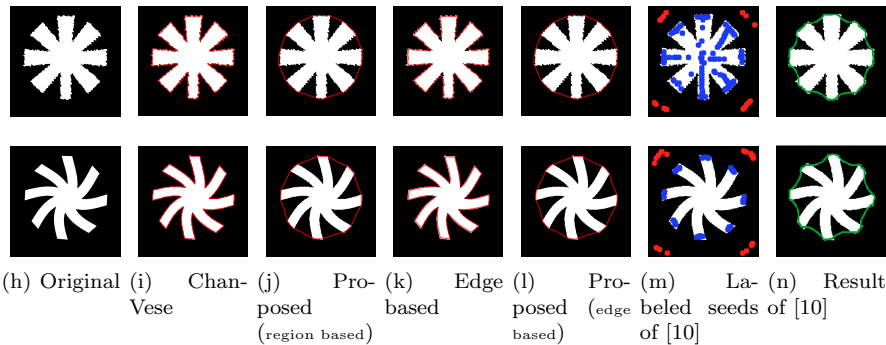 (h) Original
(i) Chan-
Vese
(j) Pro-
posed
(region based)
(k) Edge
based
(l) Pro-
posed (edge
based)
(m) La-
beled seeds
of [10]
(n) Result
of [10]